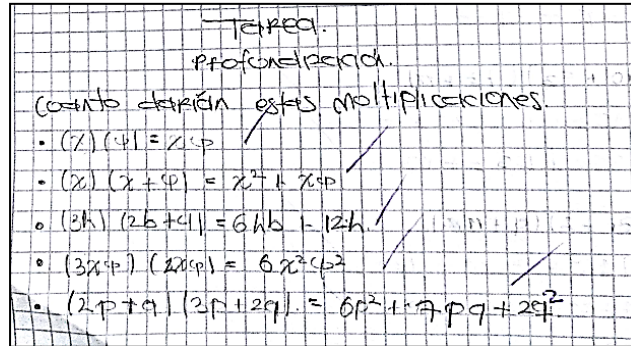 Tarea.
Profundización.
Cuanto darían estas multiplicaciones.
• (x) (φ) = xφ
• (x) (x + φ) = x² + xφ
• (3h) (2b + 4) = 6hb + 12h.
• (3xφ) (2xφ) = 6x²φ²
• (2p + q) (3p + 2q). = 6p² + 7pq + 2q²